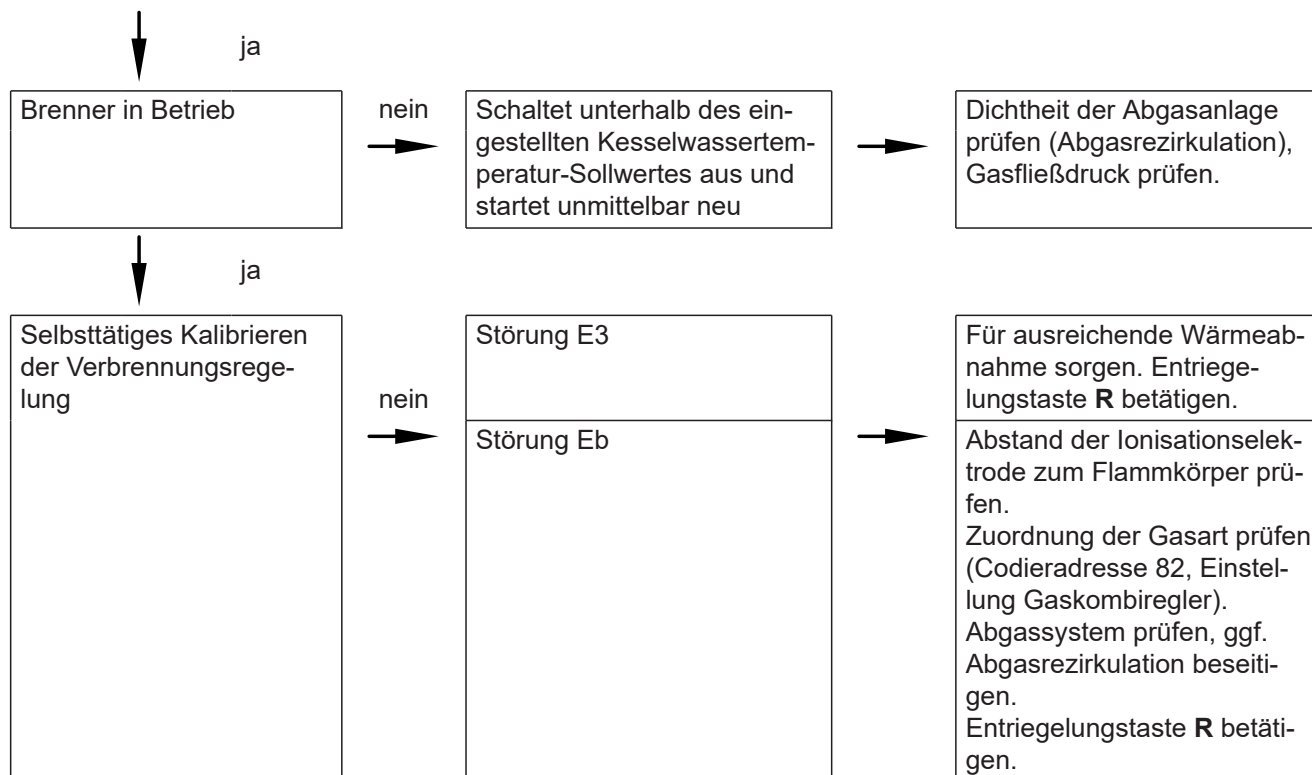 ja
Brenner in Betrieb
nein
Schaltet unterhalb des ein-
gestellten Kesselwassertem-
peratur-Sollwertes aus und
startet unmittelbar neu
Dichtheit der Abgasanlage
prüfen (Abgasrezirkulation),
Gasfließdruck prüfen.
ja
Selbsttätiges Kalibrieren
der Verbrennungsrege-
lung
nein
Störung E3
Für ausreichende Wärmeab-
nahme sorgen. Entriege-
lungstaste R betätigen.
Störung Eb
Abstand der Ionisationselek-
trode zum Flammkörper prü-
fen.
Zuordnung der Gasart prüfen
(Codieradresse 82, Einstel-
lung Gaskombiregler).
Abgassystem prüfen, ggf.
Abgasrezirkulation beseiti-
gen.
Entriegelungstaste R betäti-
gen.